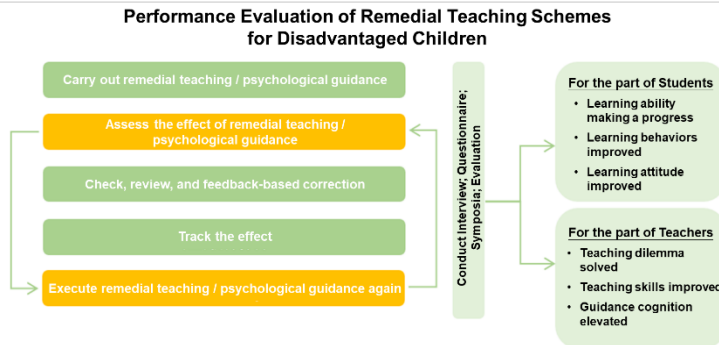 Performance Evaluation of Remedial Teaching Schemes
for Disadvantaged Children
Carry out remedial teaching / psychological guidance
Assess the effect of remedial teaching /
psychological guidance
Check, review, and feedback-based correction
Track the effect
Execute remedial teaching / psychological guidance again
Conduct Interview; Questionnaire;
Symposia; Evaluation
For the part of Students
• Learning ability
making a progress
• Learning behaviors
improved
• Learning attitude
improved
For the part of Teachers
• Teaching dilemma
solved
• Teaching skills improved
• Guidance cognition
elevated